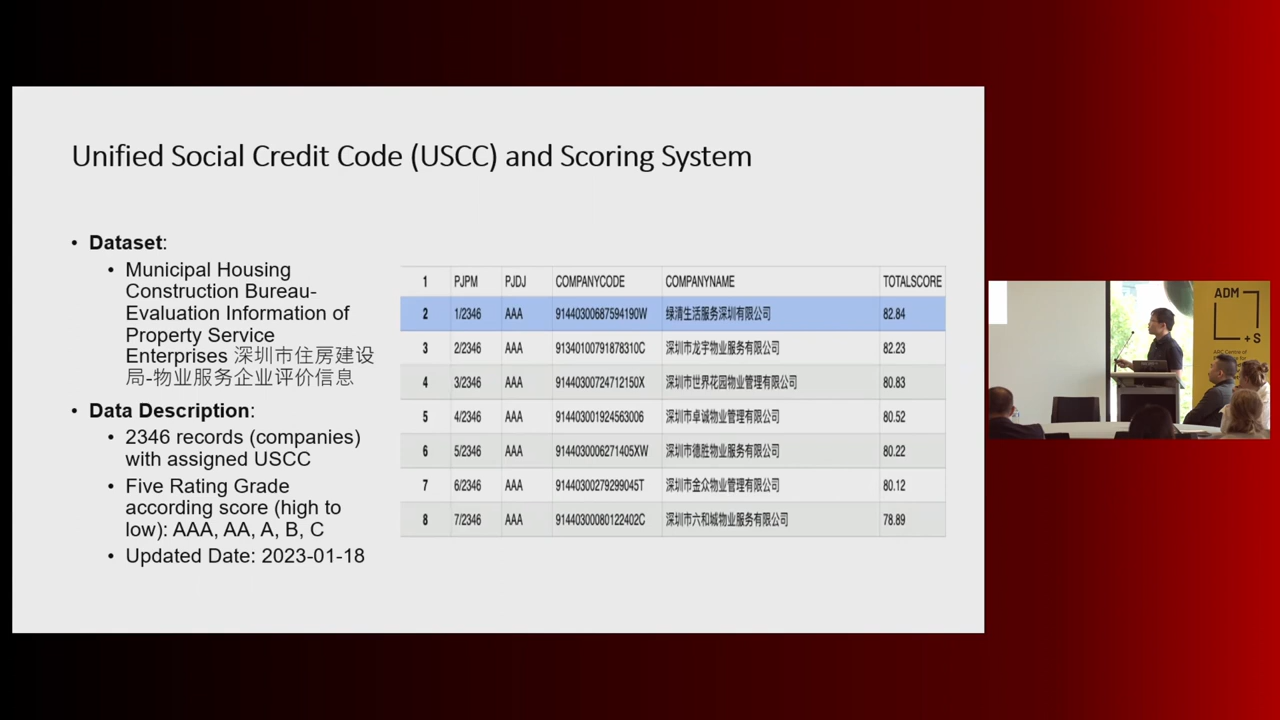 Unified Social Credit Code (USCC) and Scoring System
• Dataset:
• Municipal Housing
Construction Bureau-
Evaluation Information of
Property Service
Enterprises 深圳市住房建设
局-物业服务企业评价信息
• Data Description:
• 2346 records (companies)
with assigned USCC
• Five Rating Grade
according score (high to
low): AAA, AA, A, B, C
• Updated Date: 2023-01-18
1 PJPM PJDJ COMPANYCODE COMPANYNAME TOTALSCORE
2 1/2346 AAA 91440300687594190W 绿清生活服务深圳有限公司 82.84
3 2/2346 AAA 91340100791878310C 深圳市龙宇物业服务有限公司 82.23
4 3/2346 AAA 91440300724712150X 深圳市世界花园物业管理有限公司 80.83
5 4/2346 AAA 914403001924563006 深圳市卓诚物业管理有限公司 80.52
6 5/2346 AAA 9144030006271405XW 深圳市德胜物业服务有限公司 80.22
7 6/2346 AAA 91440300279299045T 深圳市金众物业管理有限公司 80.12
8 7/2346 AAA 91440300080122402C 深圳市六和城物业服务有限公司 78.89
ADM
+S